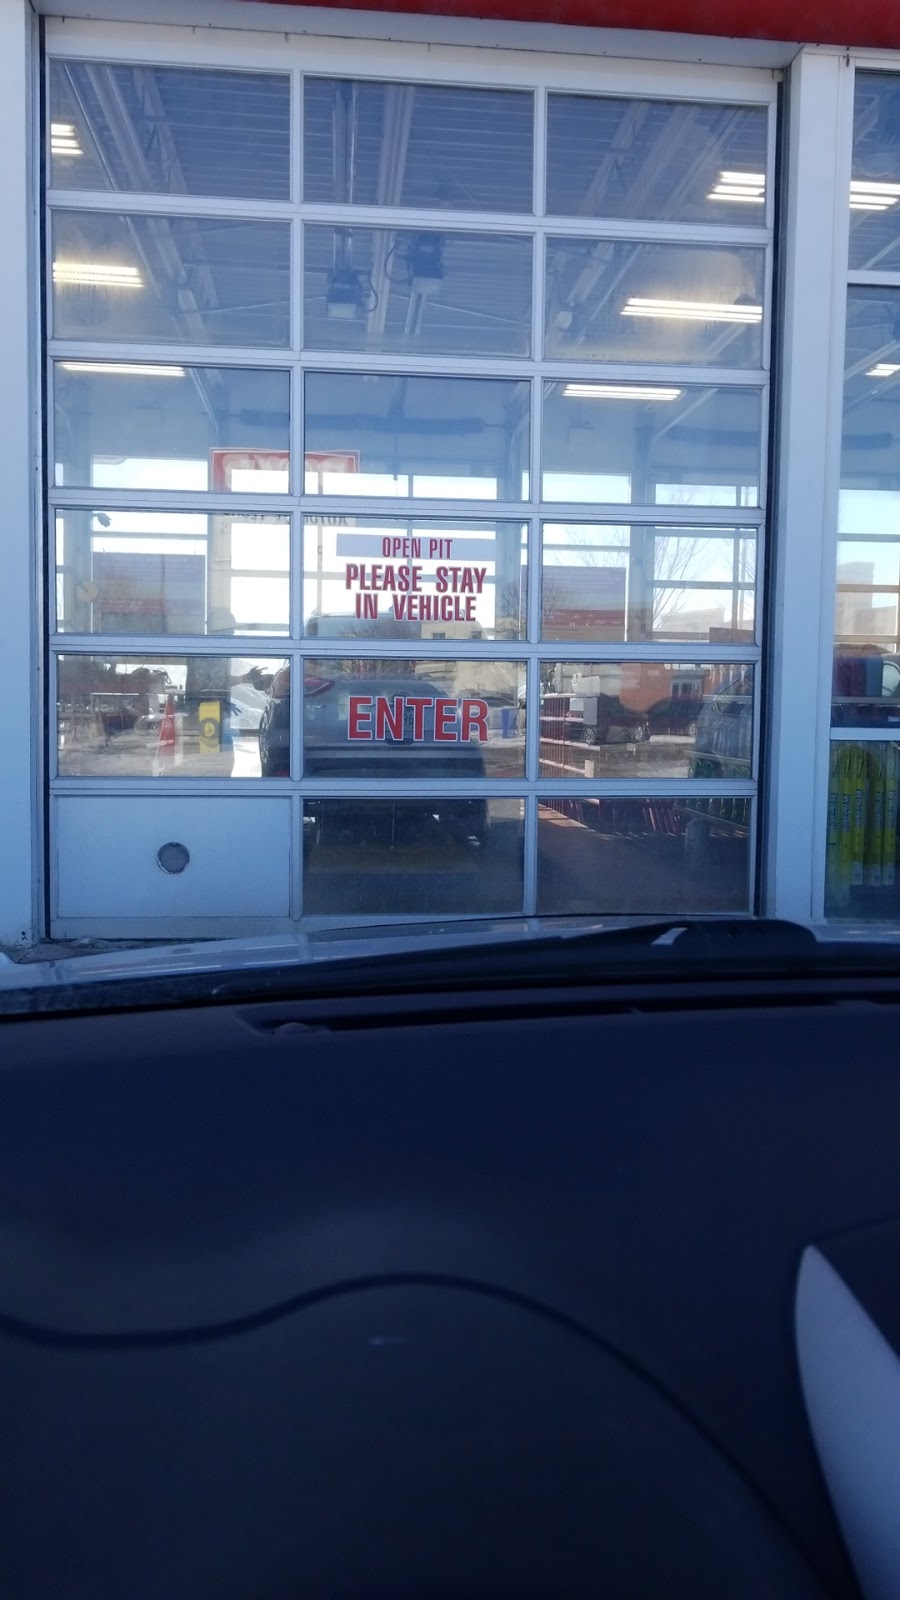 OPEN PIT
PLEASE STAY
IN VEHICLE
ENTER